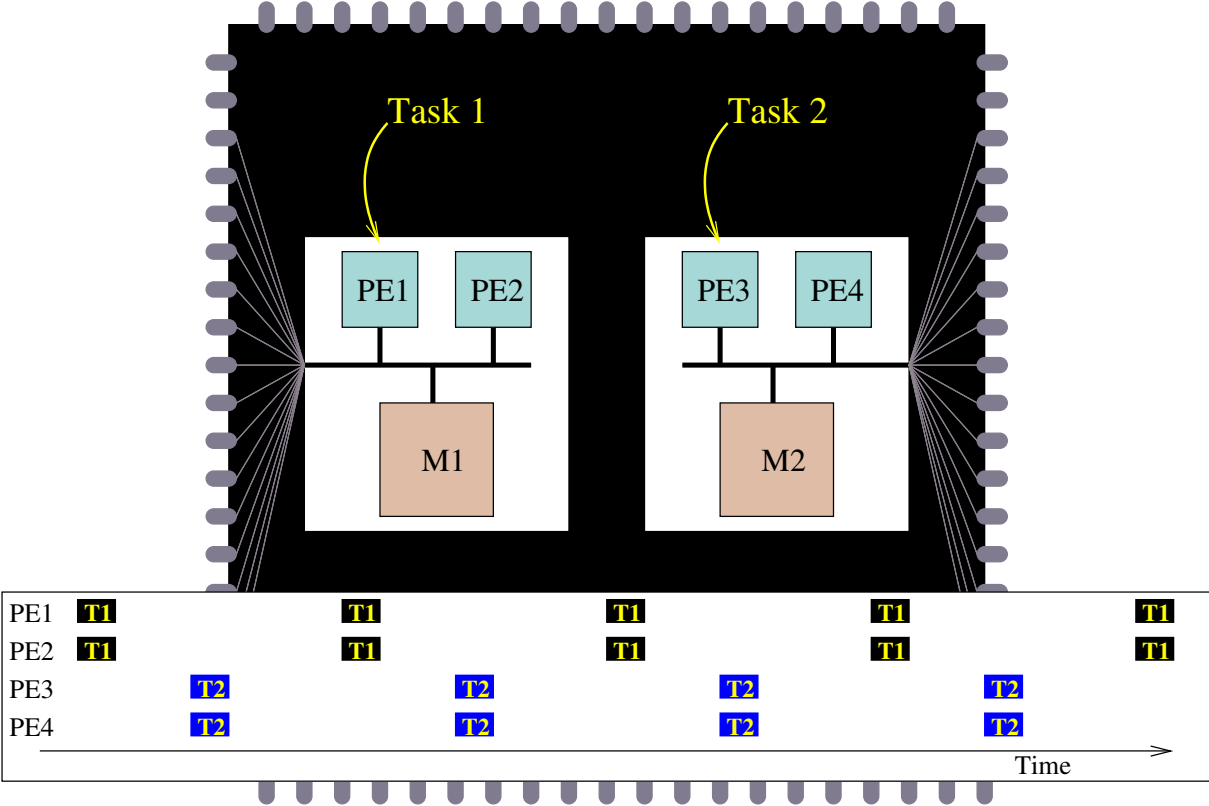 Task 1 Task 2
PE1 PE2 PE3 PE4
M1 M2
PE1 T1 T1 T1 T1 T1
PE2 T1 T1 T1 T1 T1
PE3 T2 T2 T2 T2
PE4 T2 T2 T2 T2
Time